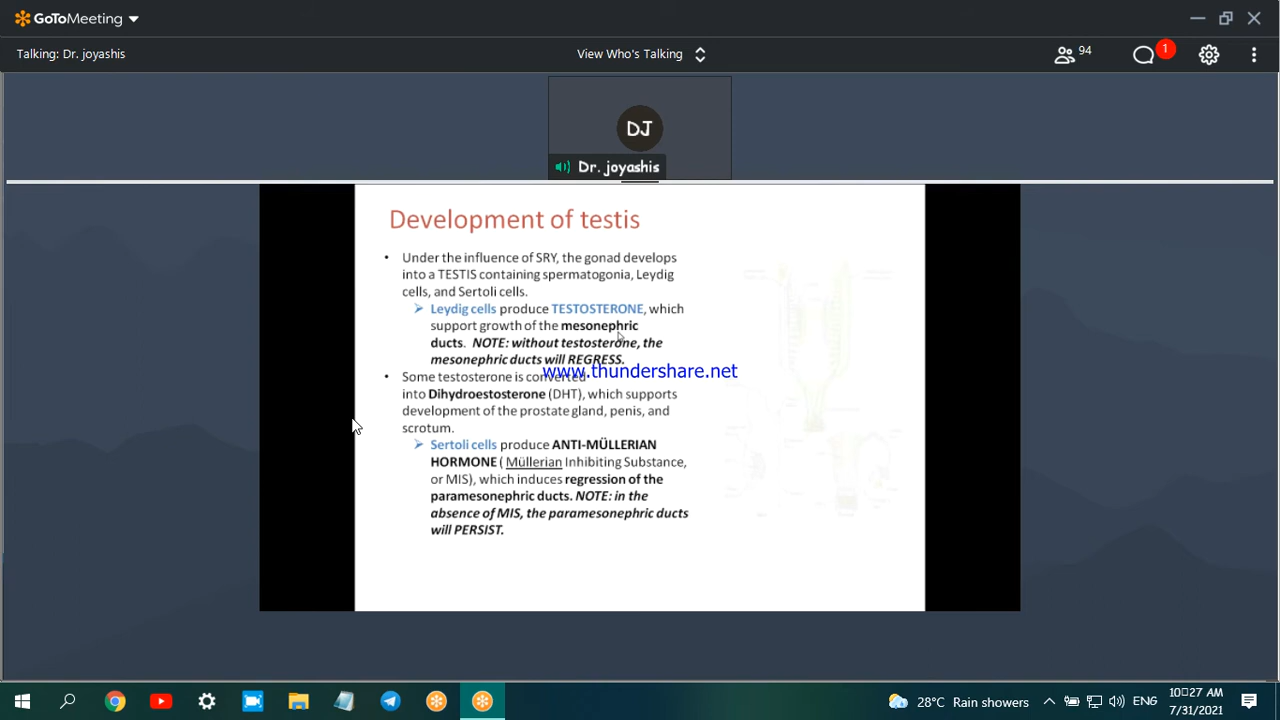 GoToMeeting
Talking: Dr. joyashis
View Who's Talking
94
1
DJ
Dr. joyashis
Development of testis
• Under the influence of SRY, the gonad develops
into a TESTIS containing spermatogonia, Leydig
cells, and Sertoli cells.
➢ Leydig cells produce TESTOSTERONE, which
support growth of the mesonephric
ducts. NOTE: without testosterone, the
mesonephric ducts will REGRESS.
www.thundershare.net
• Some testosterone is converted
into Dihydroestosterone (DHT), which supports
development of the prostate gland, penis, and
scrotum.
➢ Sertoli cells produce ANTI-MÜLLERIAN
HORMONE ( Müllerian Inhibiting Substance,
or MIS), which induces regression of the
paramesonephric ducts. NOTE: in the
absence of MIS, the paramesonephric ducts
will PERSIST.
28°C Rain showers
ENG
10:27 AM
7/31/2021